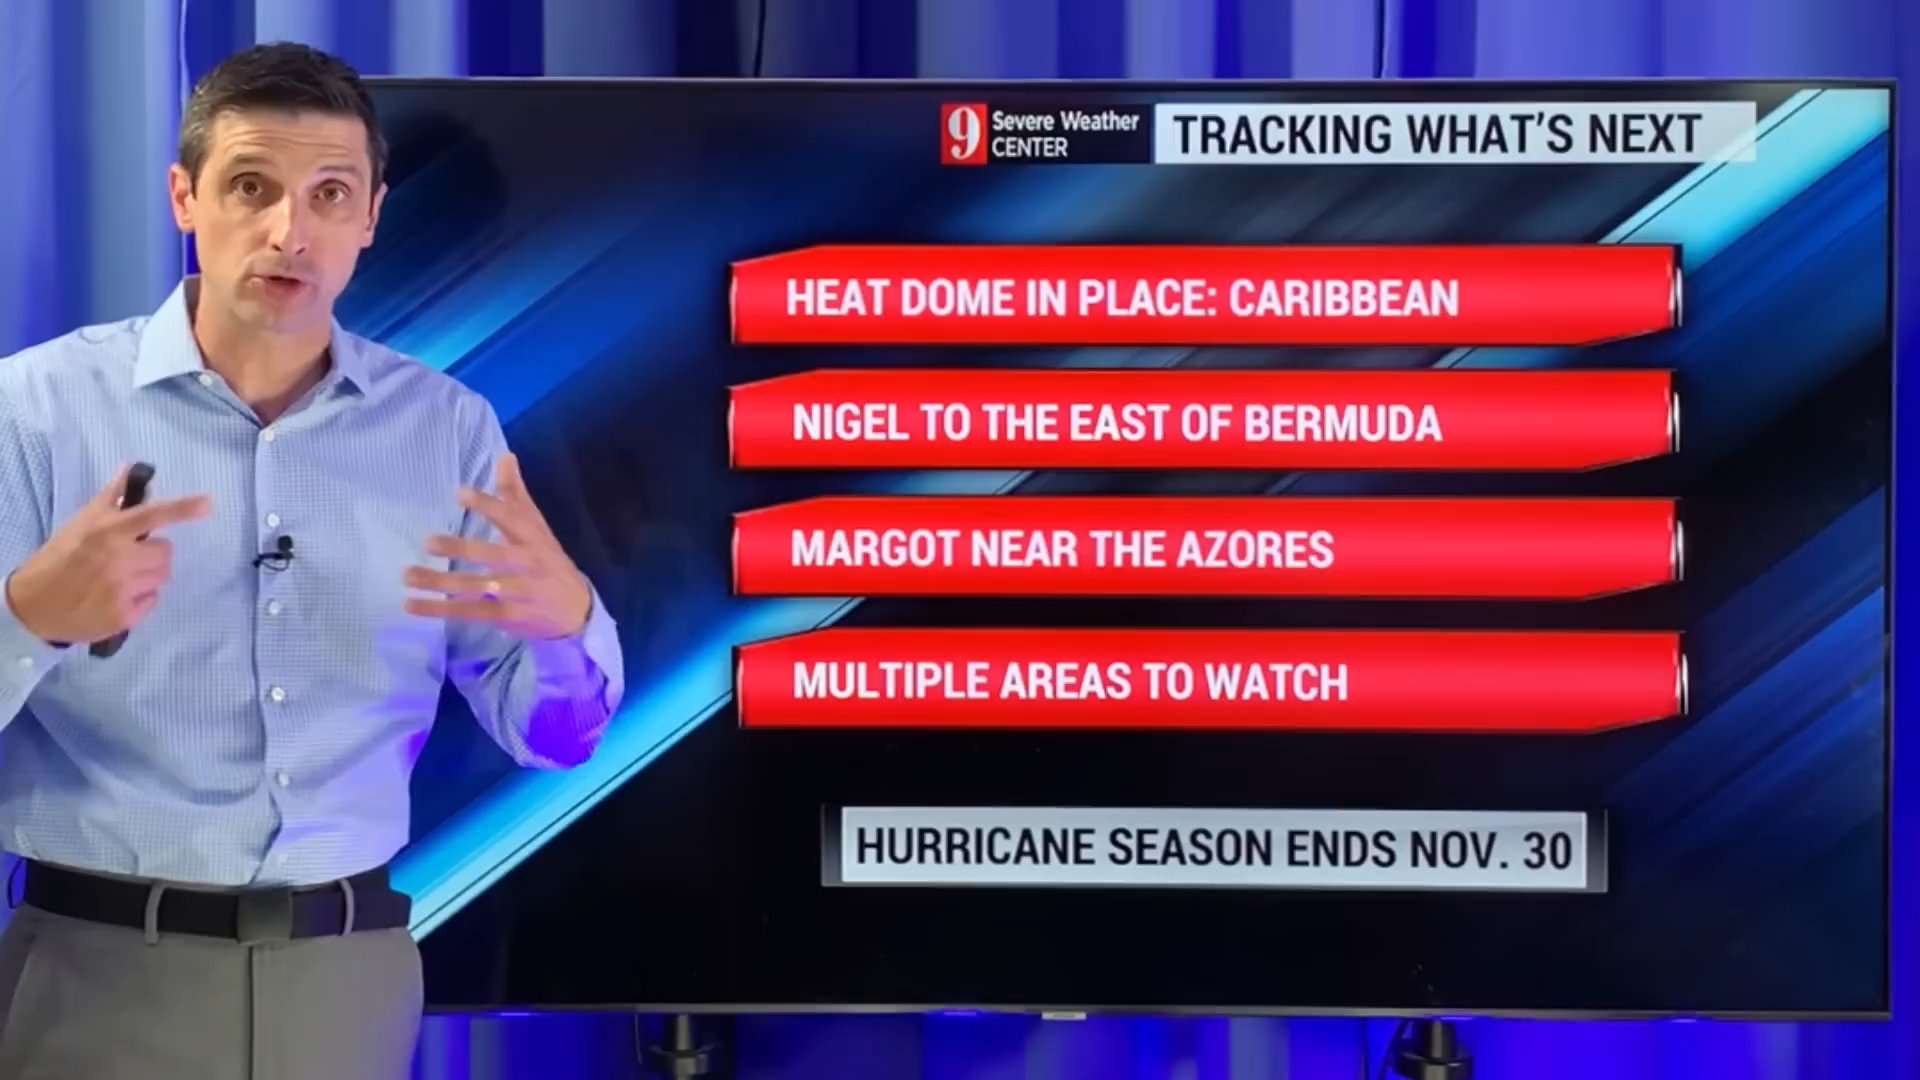 9 Severe Weather
CENTER
TRACKING WHAT'S NEXT
HEAT DOME IN PLACE: CARIBBEAN
NIGEL TO THE EAST OF BERMUDA
MARGOT NEAR THE AZORES
MULTIPLE AREAS TO WATCH
HURRICANE SEASON ENDS NOV. 30